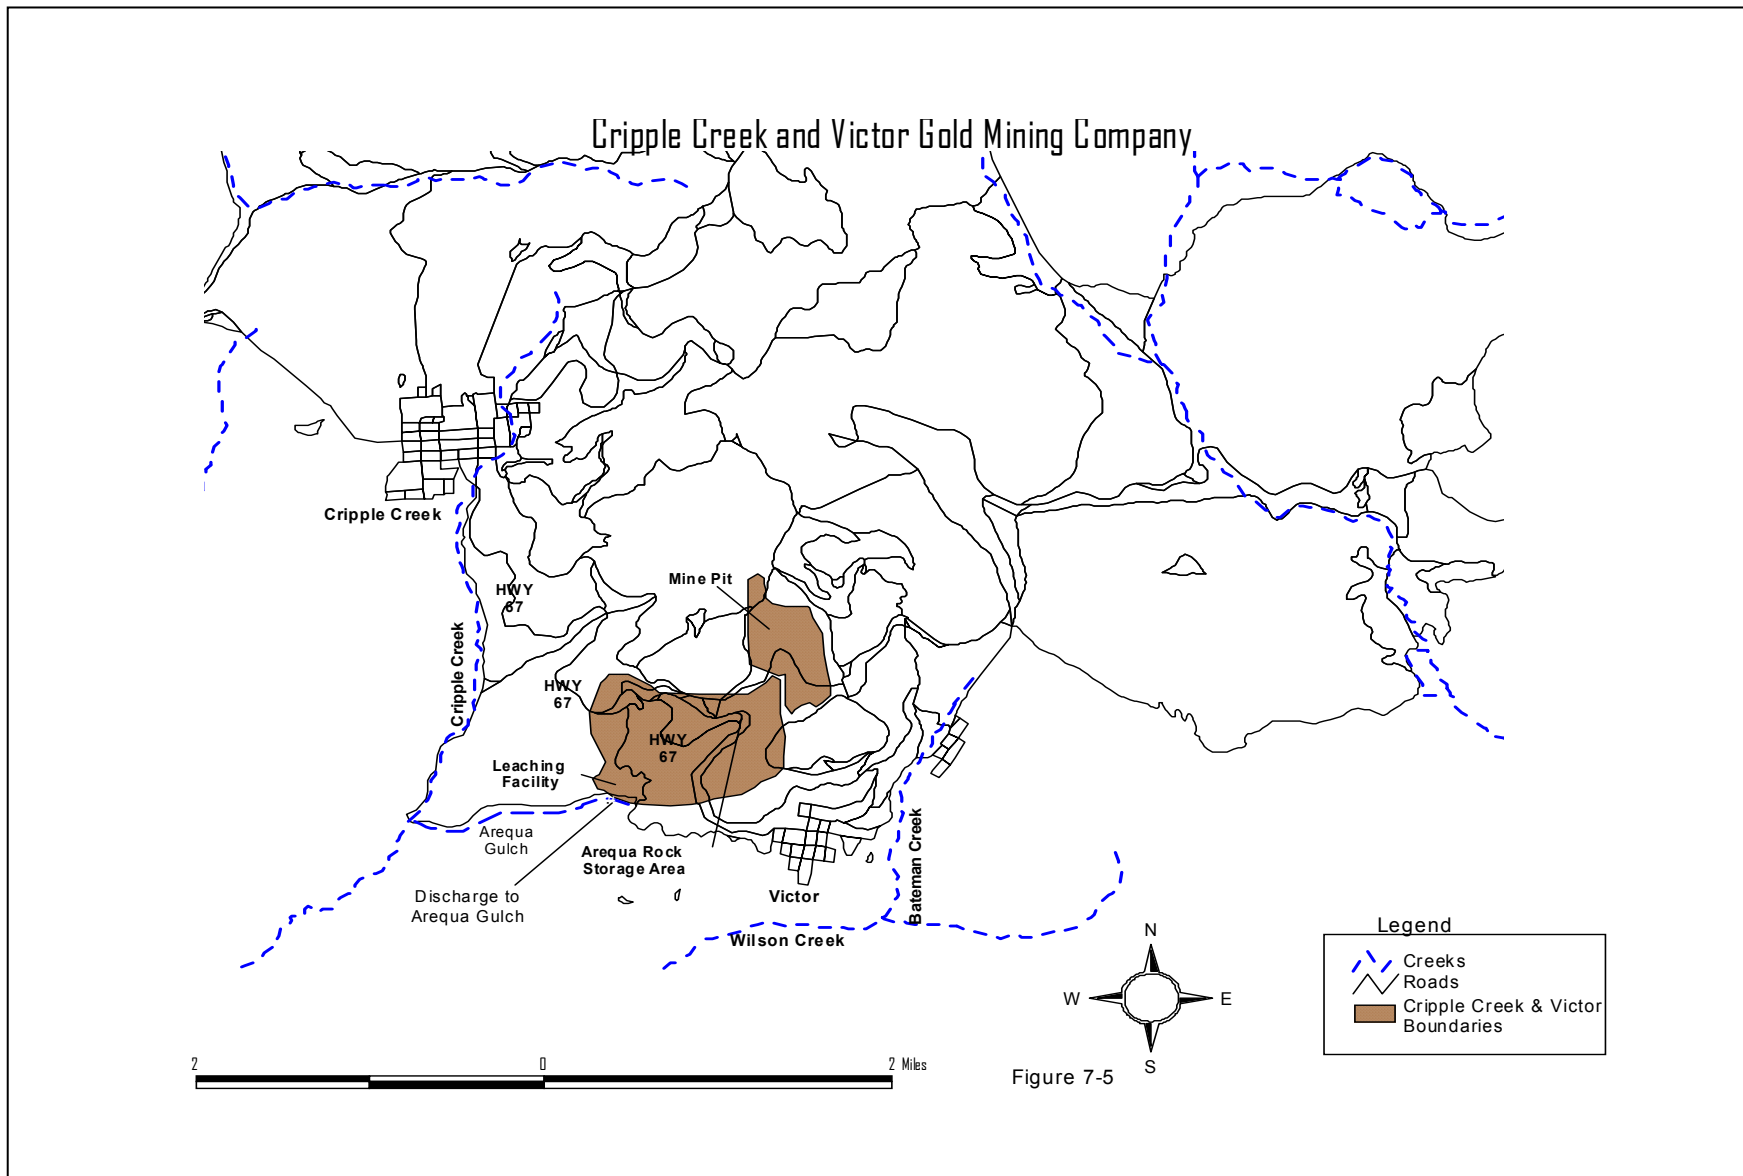 Cripple Creek and Victor Gold Mining Company
Cripple Creek
Mine Pit
HWY
67
Cripple Creek
HWY
67
HWY
67
Leaching
Facility
Arequa
Gulch
Arequa Rock
Storage Area
Discharge to
Arequa Gulch
Victor
Bateman Creek
Wilson Creek
N
W
E
S
Legend
Creeks
Roads
Cripple Creek & Victor
Boundaries
2
0
2 Miles
Figure 7-5